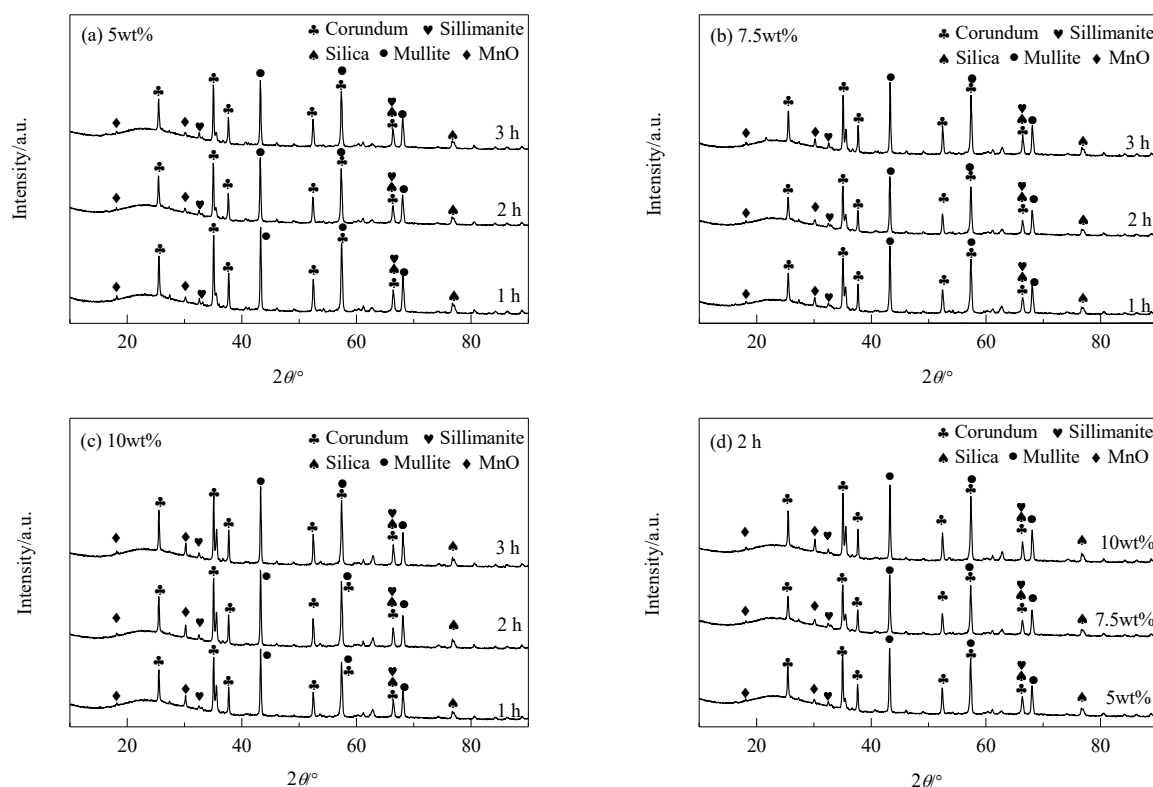 (a) 5wt%
♣ Corundum ♥ Sillimanite
♠ Silica ● Mullite ♦ MnO
3 h
2 h
1 h
Intensity/a.u.
20 40 60 80
2θ/°
(b) 7.5wt%
♣ Corundum ♥ Sillimanite
♠ Silica ● Mullite ♦ MnO
3 h
2 h
1 h
Intensity/a.u.
20 40 60 80
2θ/°
(c) 10wt%
♣ Corundum ♥ Sillimanite
♠ Silica ● Mullite ♦ MnO
3 h
2 h
1 h
Intensity/a.u.
20 40 60 80
2θ/°
(d) 2 h
♣ Corundum ♥ Sillimanite
♠ Silica ● Mullite ♦ MnO
10wt%
7.5wt%
5wt%
Intensity/a.u.
20 40 60 80
2θ/°